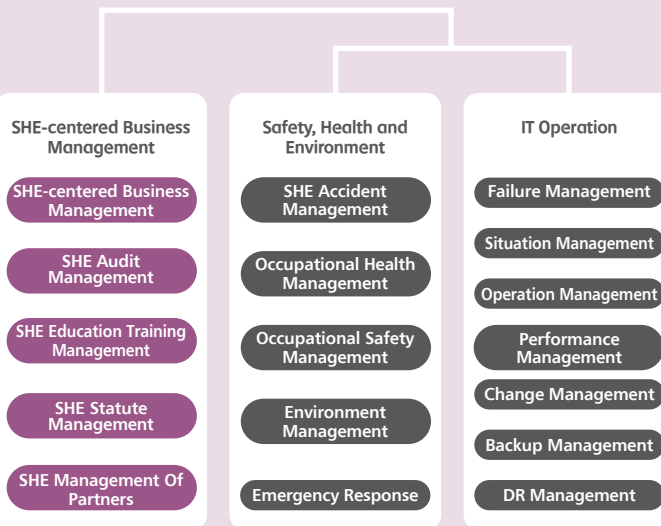 SHE-centered Business
Management
SHE-centered Business
Management
SHE Audit
Management
SHE Education Training
Management
SHE Statute
Management
SHE Management Of
Partners
Safety, Health and
Environment
SHE Accident
Management
Occupational Health
Management
Occupational Safety
Management
Environment
Management
Emergency Response
IT Operation
Failure Management
Situation Management
Operation Management
Performance
Management
Change Management
Backup Management
DR Management